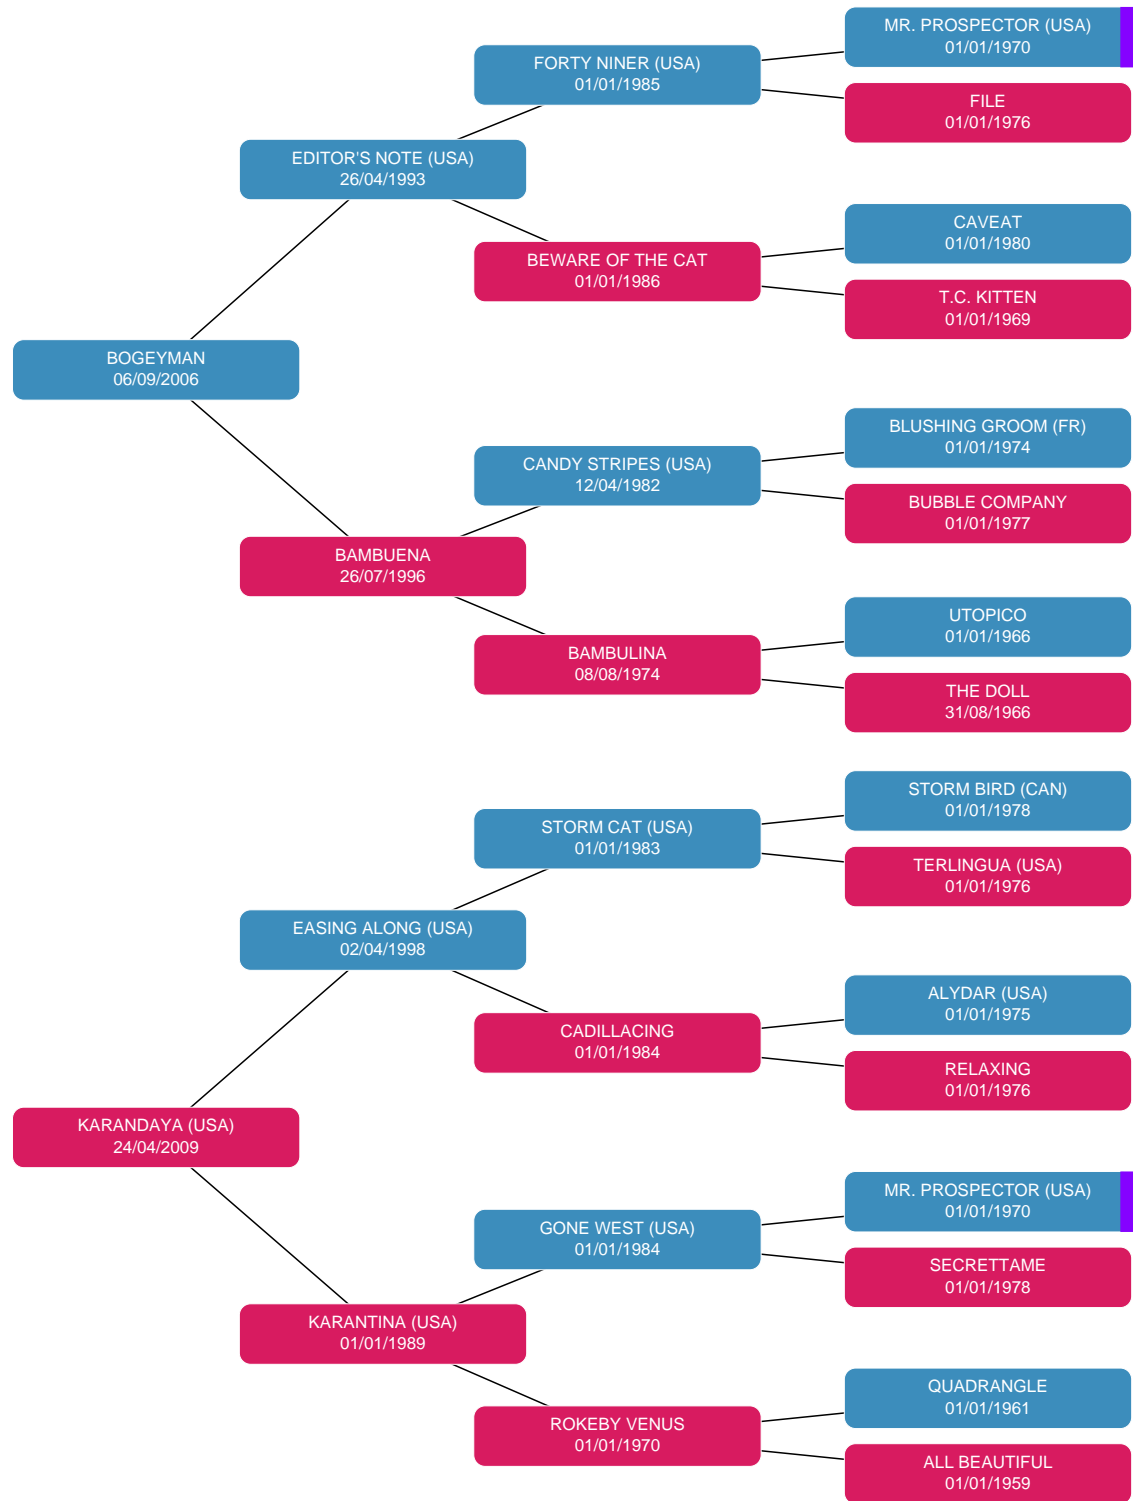 MR. PROSPECTOR (USA)
01/01/1970
FORTY NINER (USA)
01/01/1985
FILE
01/01/1976
EDITOR'S NOTE (USA)
26/04/1993
CAVEAT
01/01/1980
BEWARE OF THE CAT
01/01/1986
T.C. KITTEN
01/01/1969
BOGEYMAN
06/09/2006
BLUSHING GROOM (FR)
01/01/1974
CANDY STRIPES (USA)
12/04/1982
BUBBLE COMPANY
01/01/1977
BAMBUENA
26/07/1996
UTOPICO
01/01/1966
BAMBULINA
08/08/1974
THE DOLL
31/08/1966
STORM BIRD (CAN)
01/01/1978
STORM CAT (USA)
01/01/1983
TERLINGUA (USA)
01/01/1976
EASING ALONG (USA)
02/04/1998
ALYDAR (USA)
01/01/1975
CADILLACING
01/01/1984
RELAXING
01/01/1976
KARANDAYA (USA)
24/04/2009
MR. PROSPECTOR (USA)
01/01/1970
GONE WEST (USA)
01/01/1984
SECRETTAME
01/01/1978
KARANTINA (USA)
01/01/1989
QUADRANGLE
01/01/1961
ROKEBY VENUS
01/01/1970
ALL BEAUTIFUL
01/01/1959